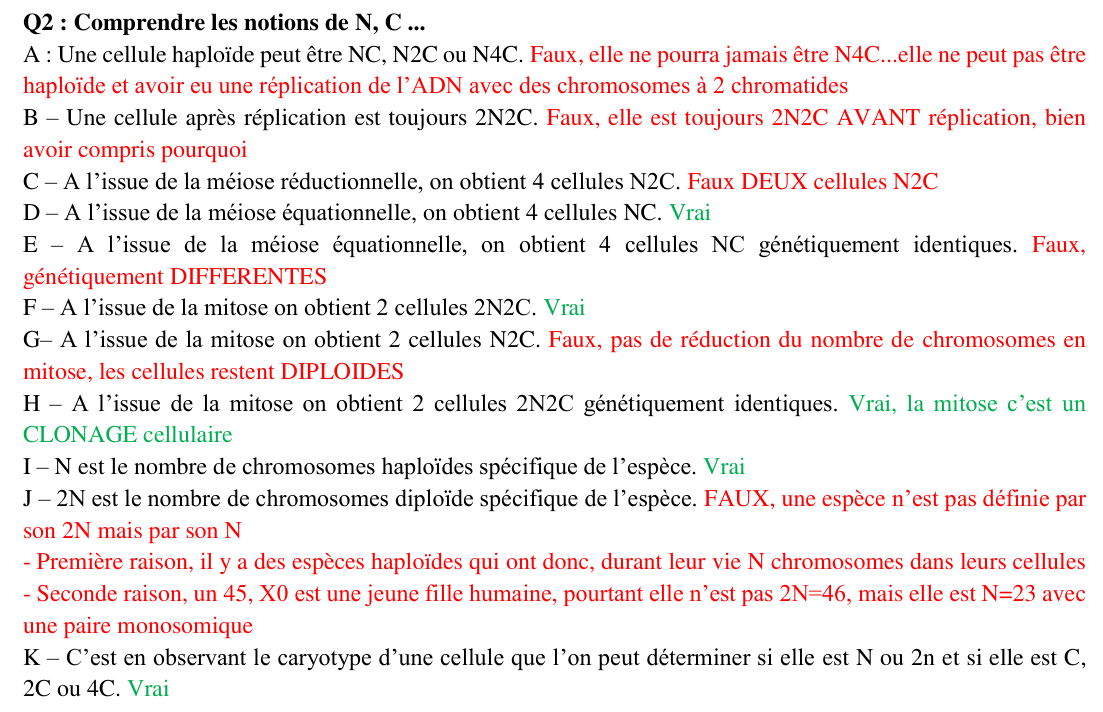 Q2 : Comprendre les notions de N, C ...
A : Une cellule haploïde peut être NC, N2C ou N4C. Faux, elle ne pourra jamais être N4C...elle ne peut pas être
haploïde et avoir eu une réplication de l’ADN avec des chromosomes à 2 chromatides
B – Une cellule après réplication est toujours 2N2C. Faux, elle est toujours 2N2C AVANT réplication, bien
avoir compris pourquoi
C – A l’issue de la méiose réductionnelle, on obtient 4 cellules N2C. Faux DEUX cellules N2C
D – A l’issue de la méiose équationnelle, on obtient 4 cellules NC. Vrai
E – A l’issue de la méiose équationnelle, on obtient 4 cellules NC génétiquement identiques. Faux,
génétiquement DIFFERENTES
F – A l’issue de la mitose on obtient 2 cellules 2N2C. Vrai
G– A l’issue de la mitose on obtient 2 cellules N2C. Faux, pas de réduction du nombre de chromosomes en
mitose, les cellules restent DIPLOIDES
H – A l’issue de la mitose on obtient 2 cellules 2N2C génétiquement identiques. Vrai, la mitose c’est un
CLONAGE cellulaire
I – N est le nombre de chromosomes haploïdes spécifique de l’espèce. Vrai
J – 2N est le nombre de chromosomes diploïde spécifique de l’espèce. FAUX, une espèce n’est pas définie par
son 2N mais par son N
- Première raison, il y a des espèces haploïdes qui ont donc, durant leur vie N chromosomes dans leurs cellules
- Seconde raison, un 45, X0 est une jeune fille humaine, pourtant elle n’est pas 2N=46, mais elle est N=23 avec
une paire monosomique
K – C’est en observant le caryotype d’une cellule que l’on peut déterminer si elle est N ou 2n et si elle est C,
2C ou 4C. Vrai